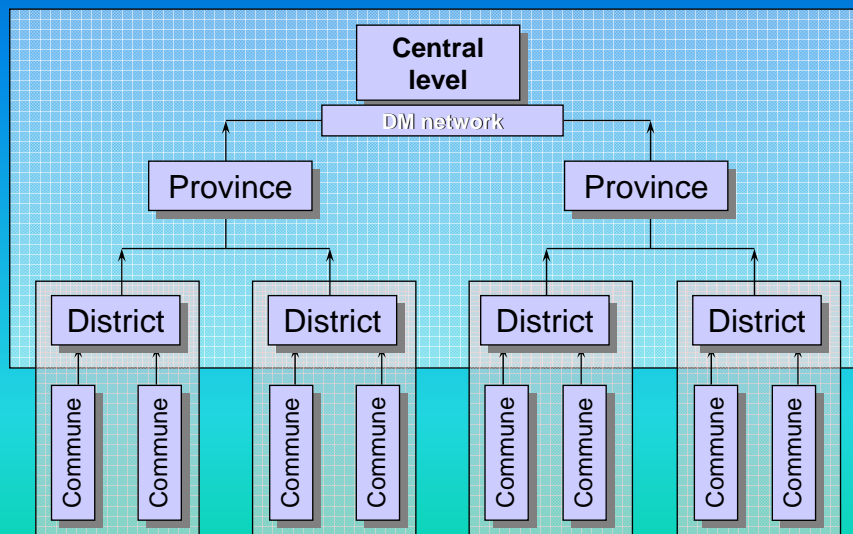 Central
level
DM network
Province
Province
District
District
District
District
Commune
Commune
Commune
Commune
Commune
Commune
Commune
Commune